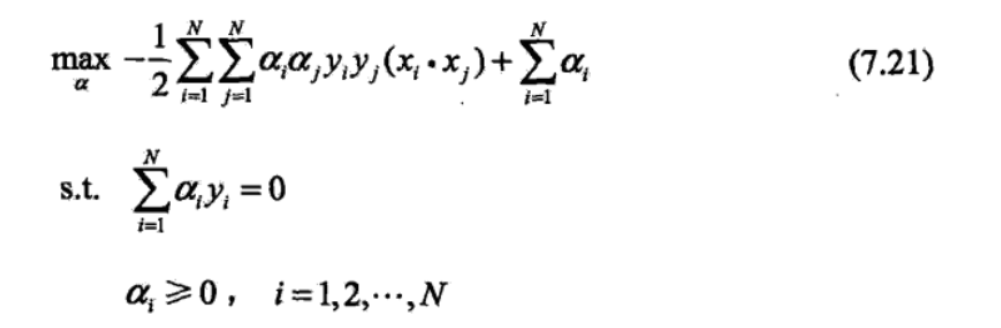 max_α −1/2 ∑_{i=1}^{N} ∑_{j=1}^{N} α_i α_j y_i y_j (x_i • x_j) + ∑_{i=1}^{N} α_i (7.21)
s.t. ∑_{i=1}^{N} α_i y_i = 0
α_i ⩾ 0 , i = 1,2,⋯,N